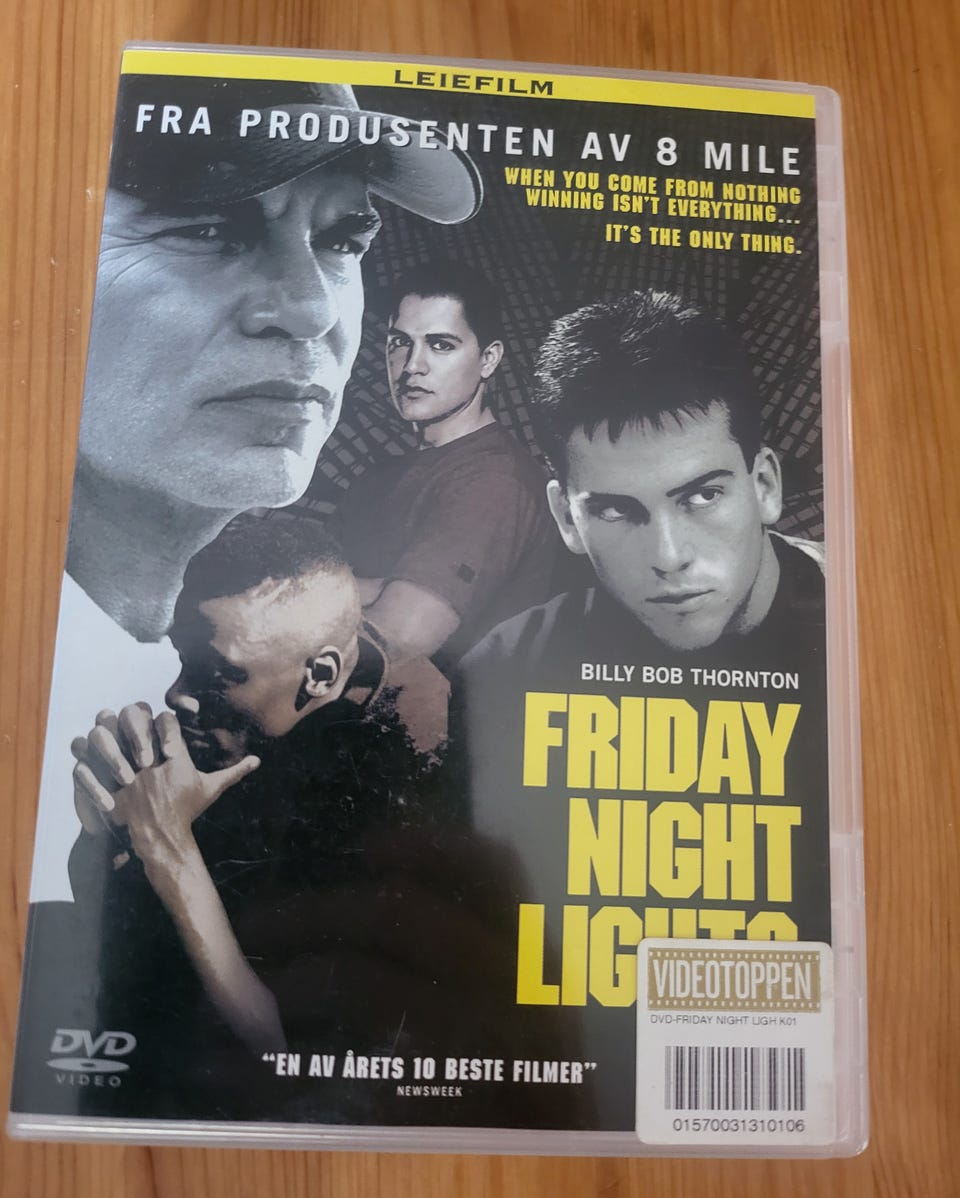 LEIEFILM
FRA PRODUSENTEN AV 8 MILE
WHEN YOU COME FROM NOTHING
WINNING ISN'T EVERYTHING...
IT'S THE ONLY THING.
BILLY BOB THORNTON
FRIDAY
NIGHT
LIGHTS
VIDEOTOPPEN
DVD-FRIDAY NIGHT LIGH K01
01570031310106
DVD
VIDEO
"EN AV ÅRETS 10 BESTE FILMER"
NEWSWEEK